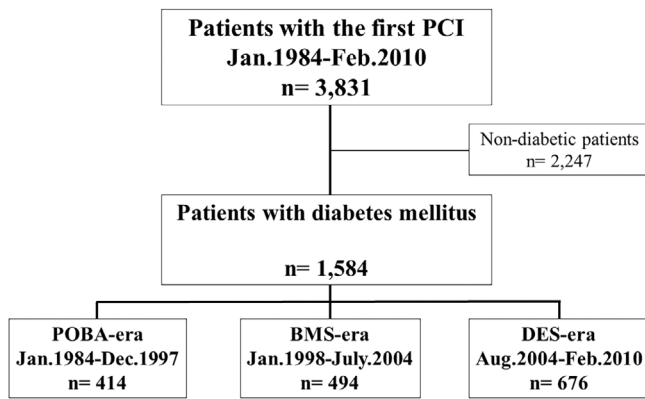 Patients with the first PCI
Jan.1984-Feb.2010
n= 3,831
Non-diabetic patients
n= 2,247
Patients with diabetes mellitus
n= 1,584
POBA-era
Jan.1984-Dec.1997
n= 414
BMS-era
Jan.1998-July.2004
n= 494
DES-era
Aug.2004-Feb.2010
n= 676